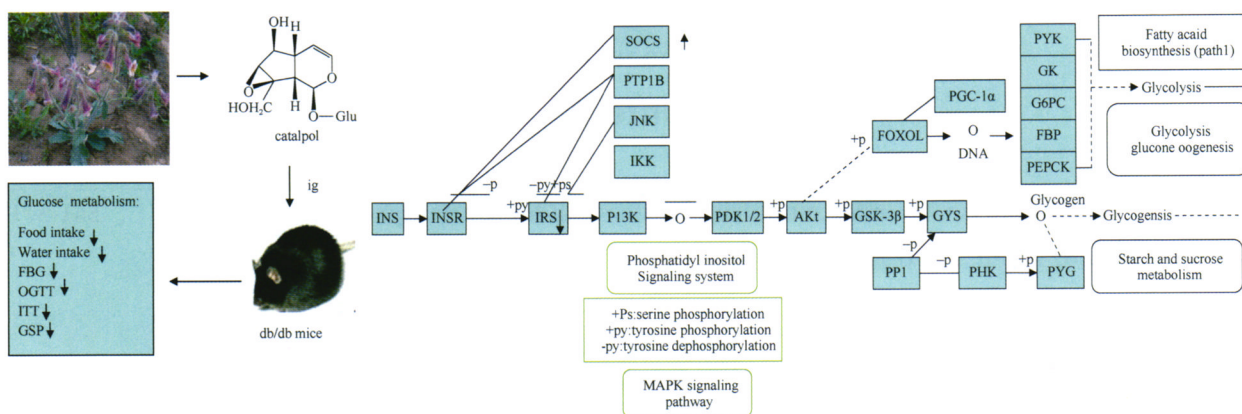 OH
H
O
O
HOH₂C
H
O—Glu
catalpol
ig
db/db mice
Glucose metabolism:
Food intake ↓
Water intake ↓
FBG ↓
OGTT ↓
ITT ↓
GSP ↓
SOCS ↑
PTP1B
JNK
IKK
–p
–py+ps
INS
INSR
+py
IRS ↓
P13K
O
PDK1/2
+p
AKt
+p
GSK-3β
+p
GYS
+p
FOXOL
PGC-1α
O
DNA
PYK
GK
G6PC
FBP
PEPCK
Fatty acaid
biosynthesis (path1)
Glycolysis
Glycolysis
glucone oogenesis
Glycogen
O
Glycogensis
–p
PP1
–p
PHK
+p
PYG
Starch and sucrose
metabolism
Phosphatidyl inositol
Signaling system
+Ps:serine phosphorylation
+py:tyrosine phosphorylation
-py:tyrosine dephosphorylation
MAPK signaling
pathway